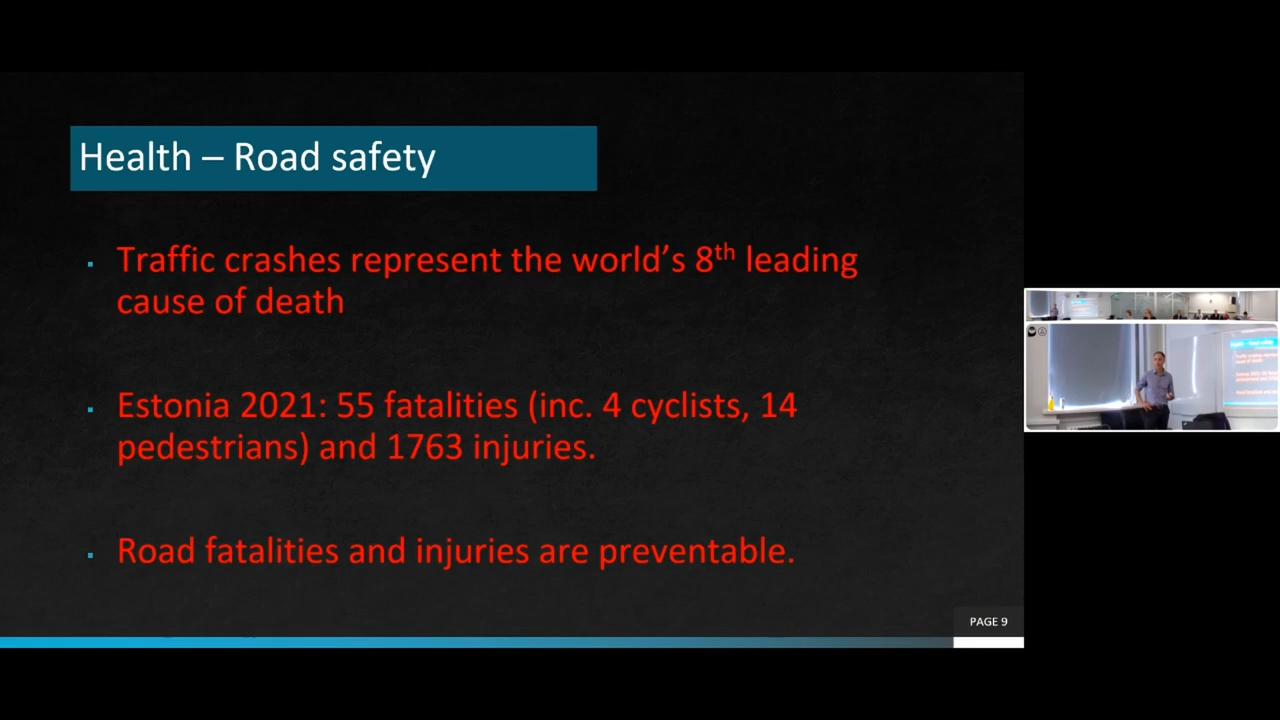 Health – Road safety
Traffic crashes represent the world's 8th leading
cause of death
Estonia 2021: 55 fatalities (inc. 4 cyclists, 14
pedestrians) and 1763 injuries.
Road fatalities and injuries are preventable.
PAGE 9